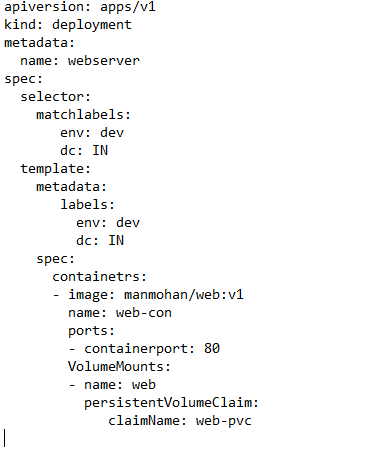 apiversion: apps/v1
kind: deployment
metadata:
  name: webserver
spec:
  selector:
    matchlabels:
       env: dev
       dc: IN
  template:
    metadata:
       labels:
         env: dev
         dc: IN
    spec:
      containetrs:
      - image: manmohan/web:v1
        name: web-con
        ports:
        - containerport: 80
        VolumeMounts:
        - name: web
          persistentVolumeClaim:
             claimName: web-pvc